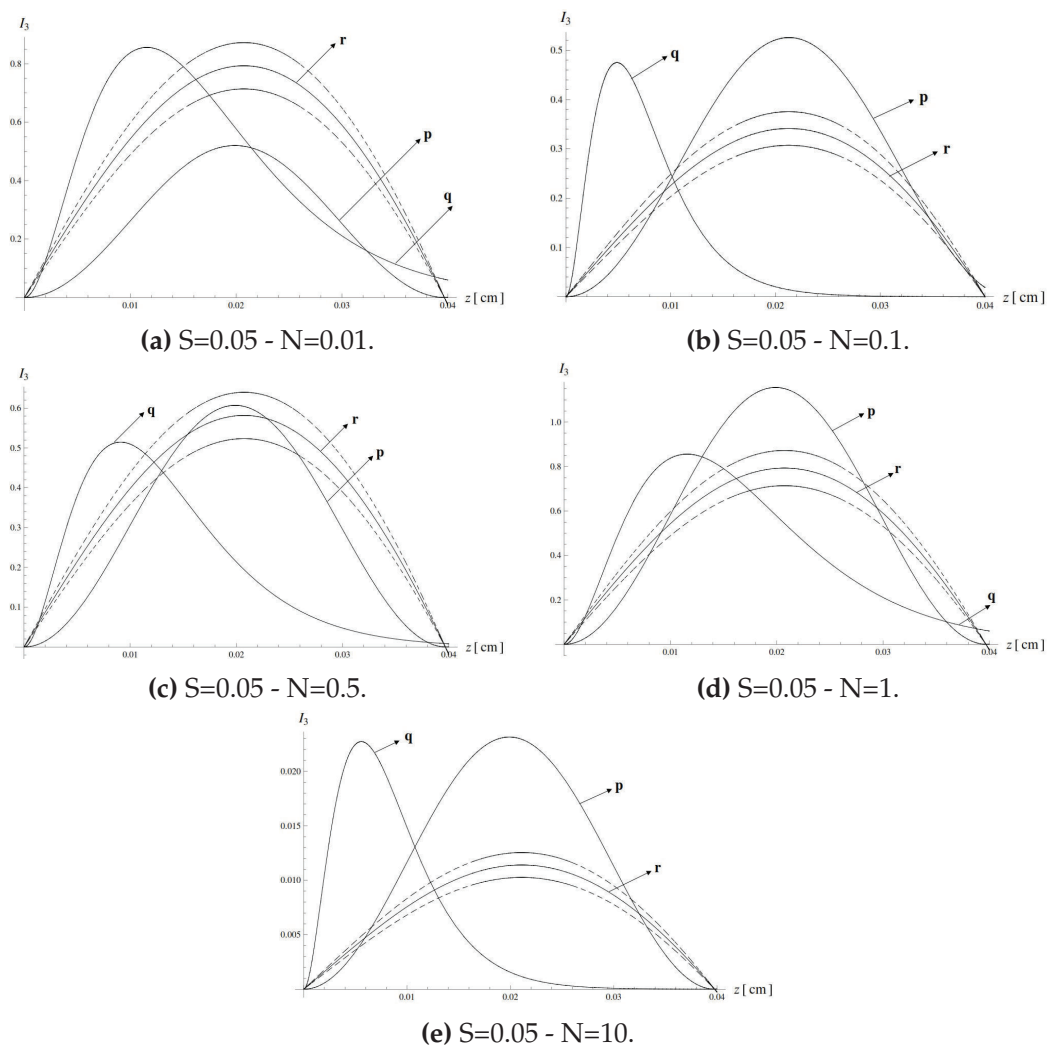 I₃
r
p
q
0.8
0.6
0.4
0.2
0.01 0.02 0.03 0.04 z [ cm ]
(a) S=0.05 - N=0.01.
I₃
q
p
r
0.5
0.4
0.3
0.2
0.1
0.01 0.02 0.03 0.04 z [ cm ]
(b) S=0.05 - N=0.1.
I₃
q
r
p
0.6
0.5
0.4
0.3
0.2
0.1
0.01 0.02 0.03 0.04 z [ cm ]
(c) S=0.05 - N=0.5.
I₃
p
r
q
1.0
0.8
0.6
0.4
0.2
0.01 0.02 0.03 0.04 z [ cm ]
(d) S=0.05 - N=1.
I₃
q
p
r
0.020
0.015
0.010
0.005
0.01 0.02 0.03 0.04 z [ cm ]
(e) S=0.05 - N=10.